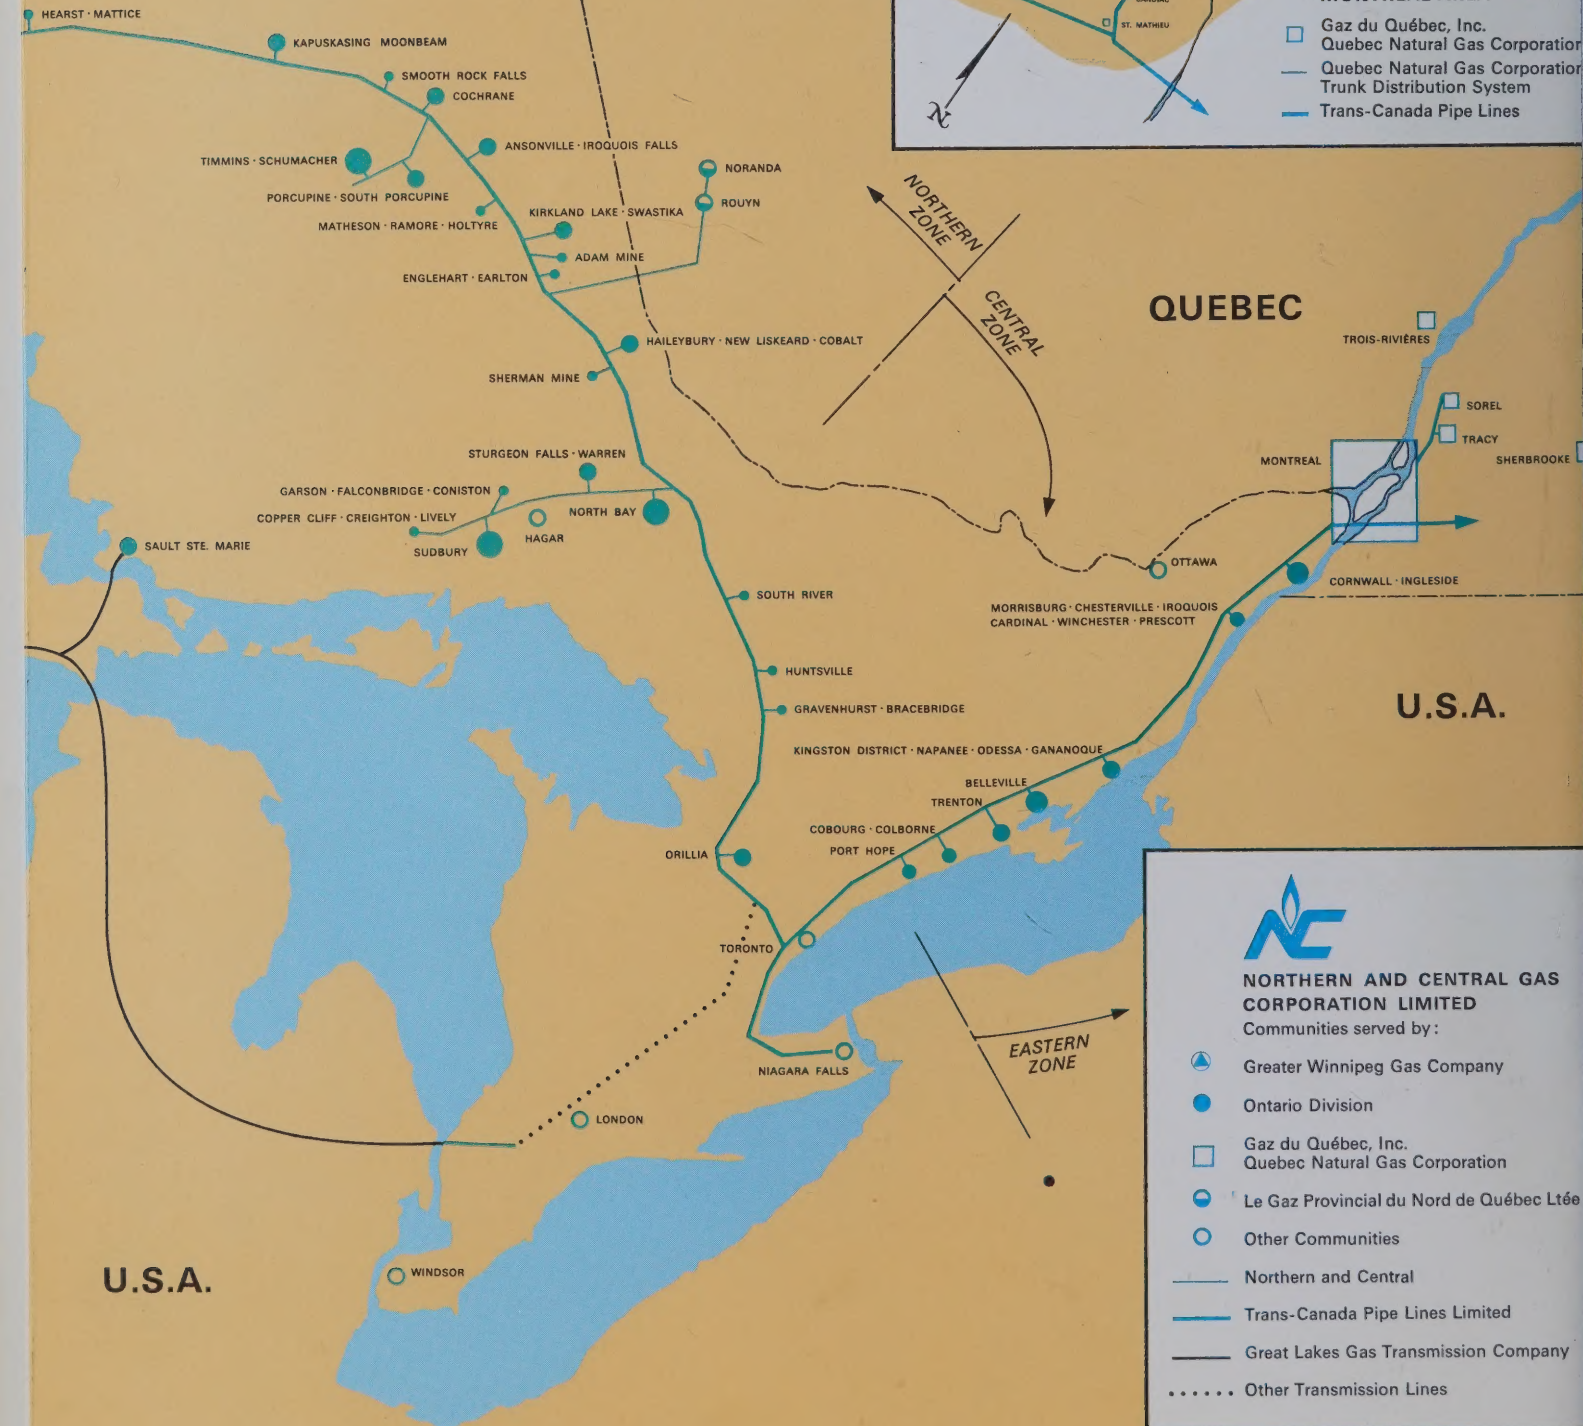 HEARST · MATTICE
KAPUSKASING MOONBEAM
SMOOTH ROCK FALLS
COCHRANE
ANSONVILLE · IROQUOIS FALLS
TIMMINS · SCHUMACHER
PORCUPINE · SOUTH PORCUPINE
MATHESON · RAMORE · HOLTYRE
NORANDA
ROUYN
KIRKLAND LAKE · SWASTIKA
ADAM MINE
ENGLEHART · EARLTON
HAILEYBURY · NEW LISKEARD · COBALT
SHERMAN MINE
STURGEON FALLS · WARREN
GARSON · FALCONBRIDGE · CONISTON
COPPER CLIFF · CREIGHTON · LIVELY
NORTH BAY
HAGAR
SUDBURY
SAULT STE. MARIE
SOUTH RIVER
HUNTSVILLE
GRAVENHURST · BRACEBRIDGE
ORILLIA
TORONTO
NIAGARA FALLS
LONDON
WINDSOR
U.S.A.
ST. MATHIEU
N
Gaz du Québec, Inc.
Quebec Natural Gas Corporation
Quebec Natural Gas Corporation
Trunk Distribution System
Trans-Canada Pipe Lines
NORTHERN
ZONE
CENTRAL
ZONE
QUEBEC
TROIS-RIVIÈRES
SOREL
TRACY
SHERBROOKE
MONTREAL
OTTAWA
CORNWALL · INGLESIDE
MORRISBURG · CHESTERVILLE · IROQUOIS
CARDINAL · WINCHESTER · PRESCOTT
U.S.A.
KINGSTON DISTRICT · NAPANEE · ODESSA · GANANOQUE
BELLEVILLE
TRENTON
COBOURG · COLBORNE
PORT HOPE
EASTERN
ZONE
NC
NORTHERN AND CENTRAL GAS
CORPORATION LIMITED
Communities served by:
Greater Winnipeg Gas Company
Ontario Division
Gaz du Québec, Inc.
Quebec Natural Gas Corporation
Le Gaz Provincial du Nord de Québec Ltée
Other Communities
Northern and Central
Trans-Canada Pipe Lines Limited
Great Lakes Gas Transmission Company
Other Transmission Lines